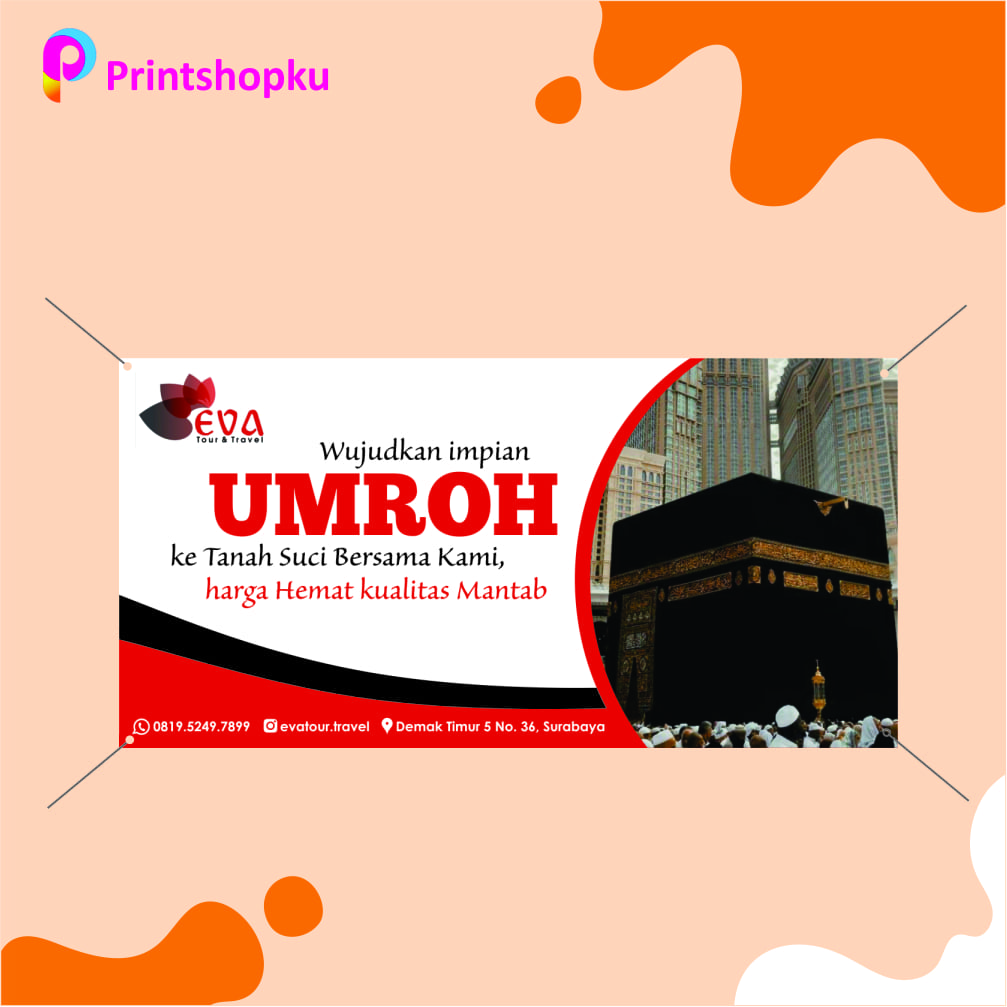 Printshopku
EVA
Tour & Travel
Wujudkan impian
UMROH
ke Tanah Suci Bersama Kami,
harga Hemat kualitas Mantab
0819.5249.7899 evatour.travel Demak Timur 5 No. 36, Surabaya